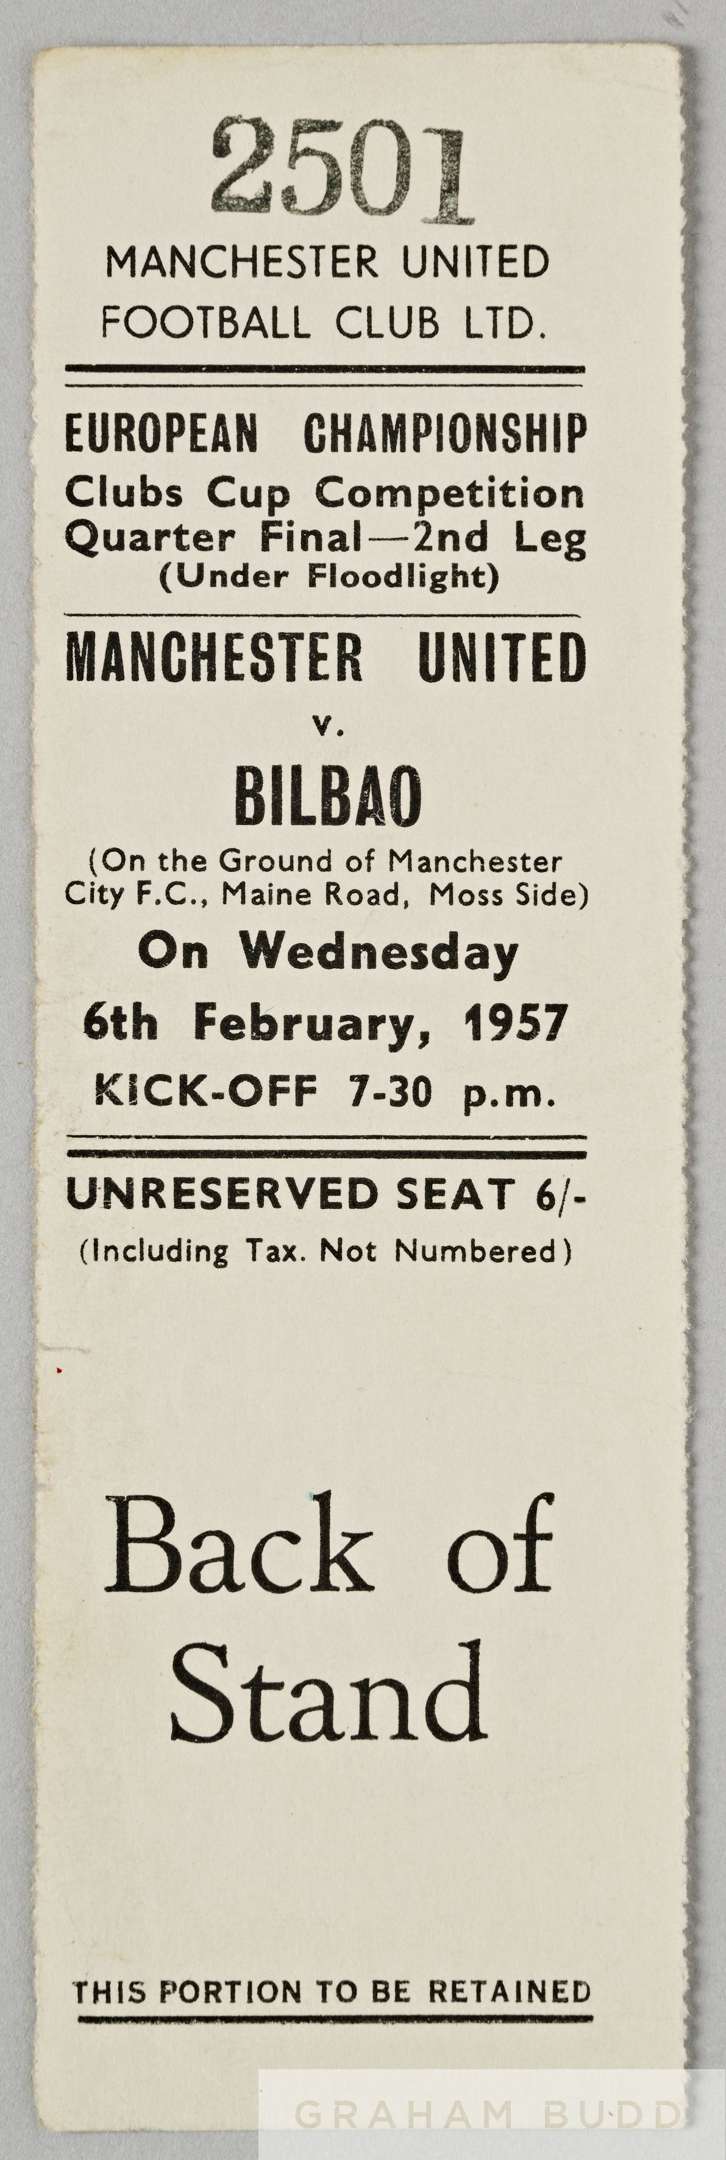 2501
MANCHESTER UNITED
FOOTBALL CLUB LTD.
EUROPEAN CHAMPIONSHIP
Clubs Cup Competition
Quarter Final—2nd Leg
(Under Floodlight)
MANCHESTER UNITED
v.
BILBAO
(On the Ground of Manchester
City F.C., Maine Road, Moss Side)
On Wednesday
6th February, 1957
KICK-OFF 7-30 p.m.
UNRESERVED SEAT 6/-
(Including Tax. Not Numbered)
Back of
Stand
THIS PORTION TO BE RETAINED
GRAHAM BUDD